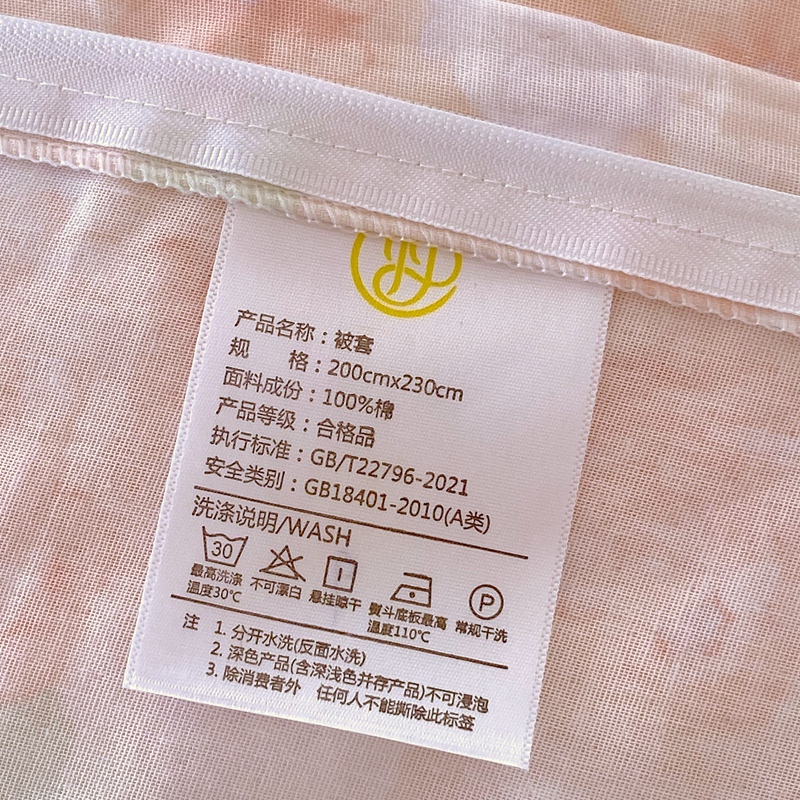 产品名称：被套
规　　格：200cmx230cm
面料成份：100%棉
产品等级：合格品
执行标准：GB/T22796-2021
安全类别：GB18401-2010(A类)
洗涤说明/WASH
30
P
最高洗涤
温度30℃
不可漂白
悬挂晾干
熨斗底板最高
温度110℃
常规干洗
注　1. 分开水洗(反面水洗)
2. 深色产品(含深浅色并存产品)不可浸泡
3. 除消费者外　任何人不能撕除此标签